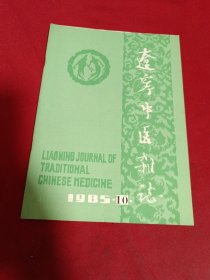 辽宁中医杂志
LIAONING JOURNAL OF
TRADITIONAL
CHINESE MEDICINE
1985·10·